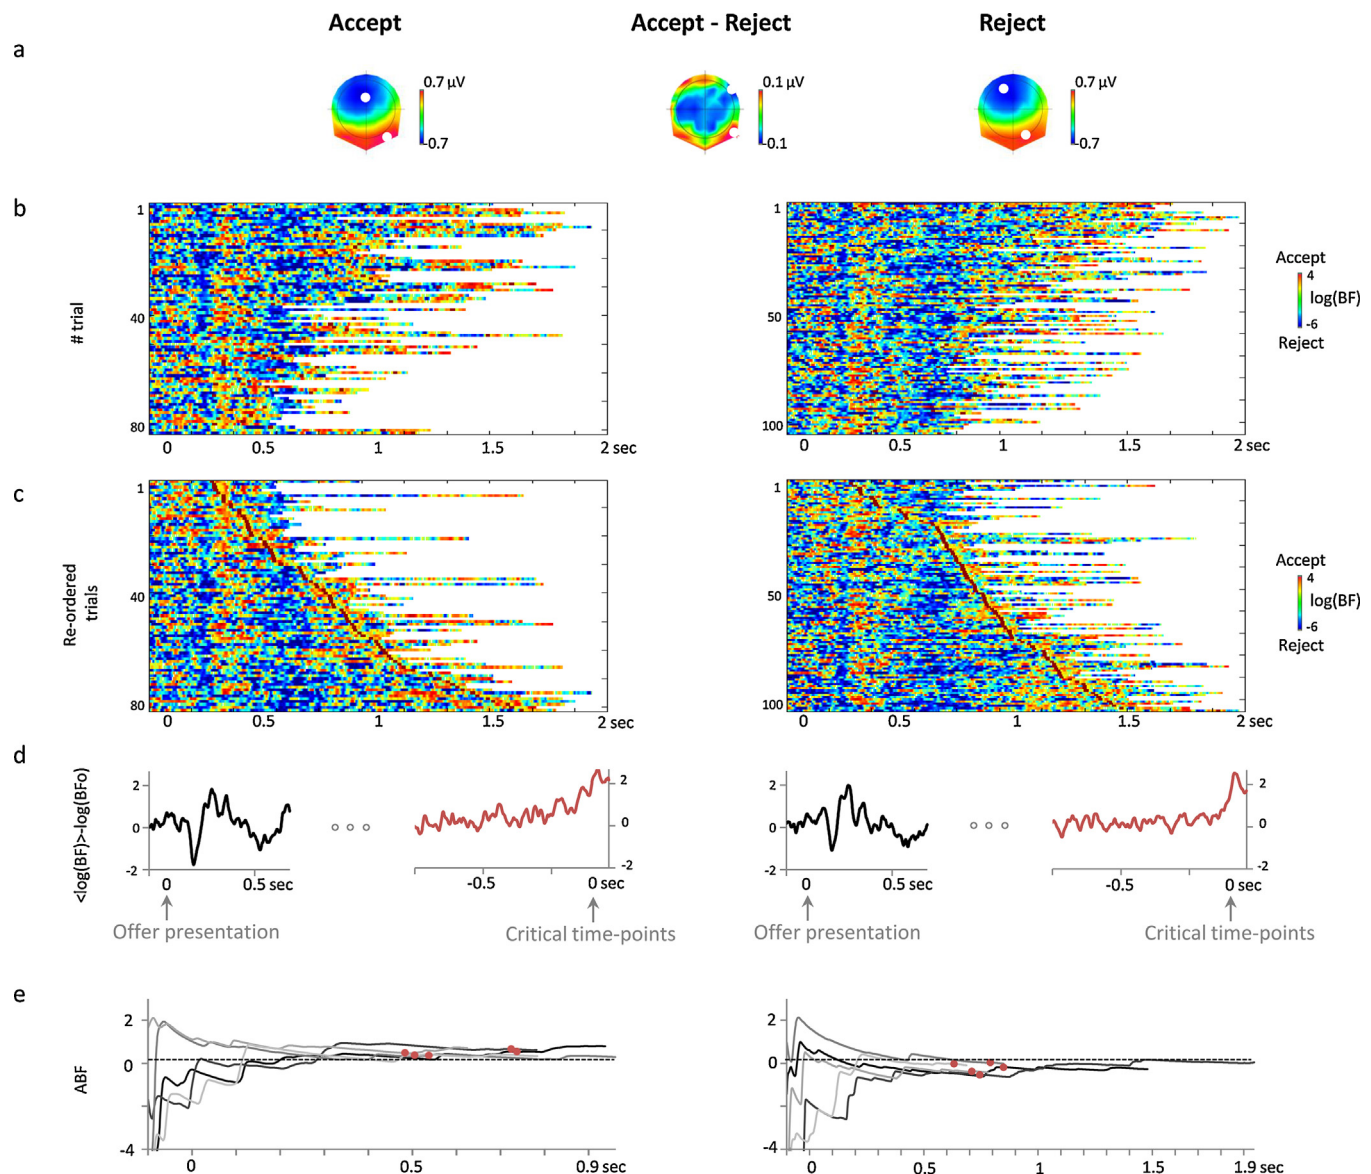 Accept
Accept - Reject
Reject
a
0.7 µV
-0.7
0.1 µV
-0.1
0.7 µV
-0.7
b
# trial
1
40
80
0
0.5
1
1.5
2 sec
1
50
100
0
0.5
1
1.5
2 sec
Accept
4
log(BF)
-6
Reject
c
Re-ordered
trials
1
40
80
0
0.5
1
1.5
2 sec
1
50
100
0
0.5
1
1.5
2 sec
Accept
4
log(BF)
-6
Reject
d
<log(BF)>-log(BFo)
2
0
-2
0
0.5 sec
Offer presentation
2
0
-2
-0.5
0 sec
Critical time-points
2
0
-2
0
0.5 sec
Offer presentation
2
0
-2
-0.5
0 sec
Critical time-points
e
ABF
2
0
-4
0
0.5
0.9 sec
2
0
-4
0
0.5
1
1.5
1.9 sec